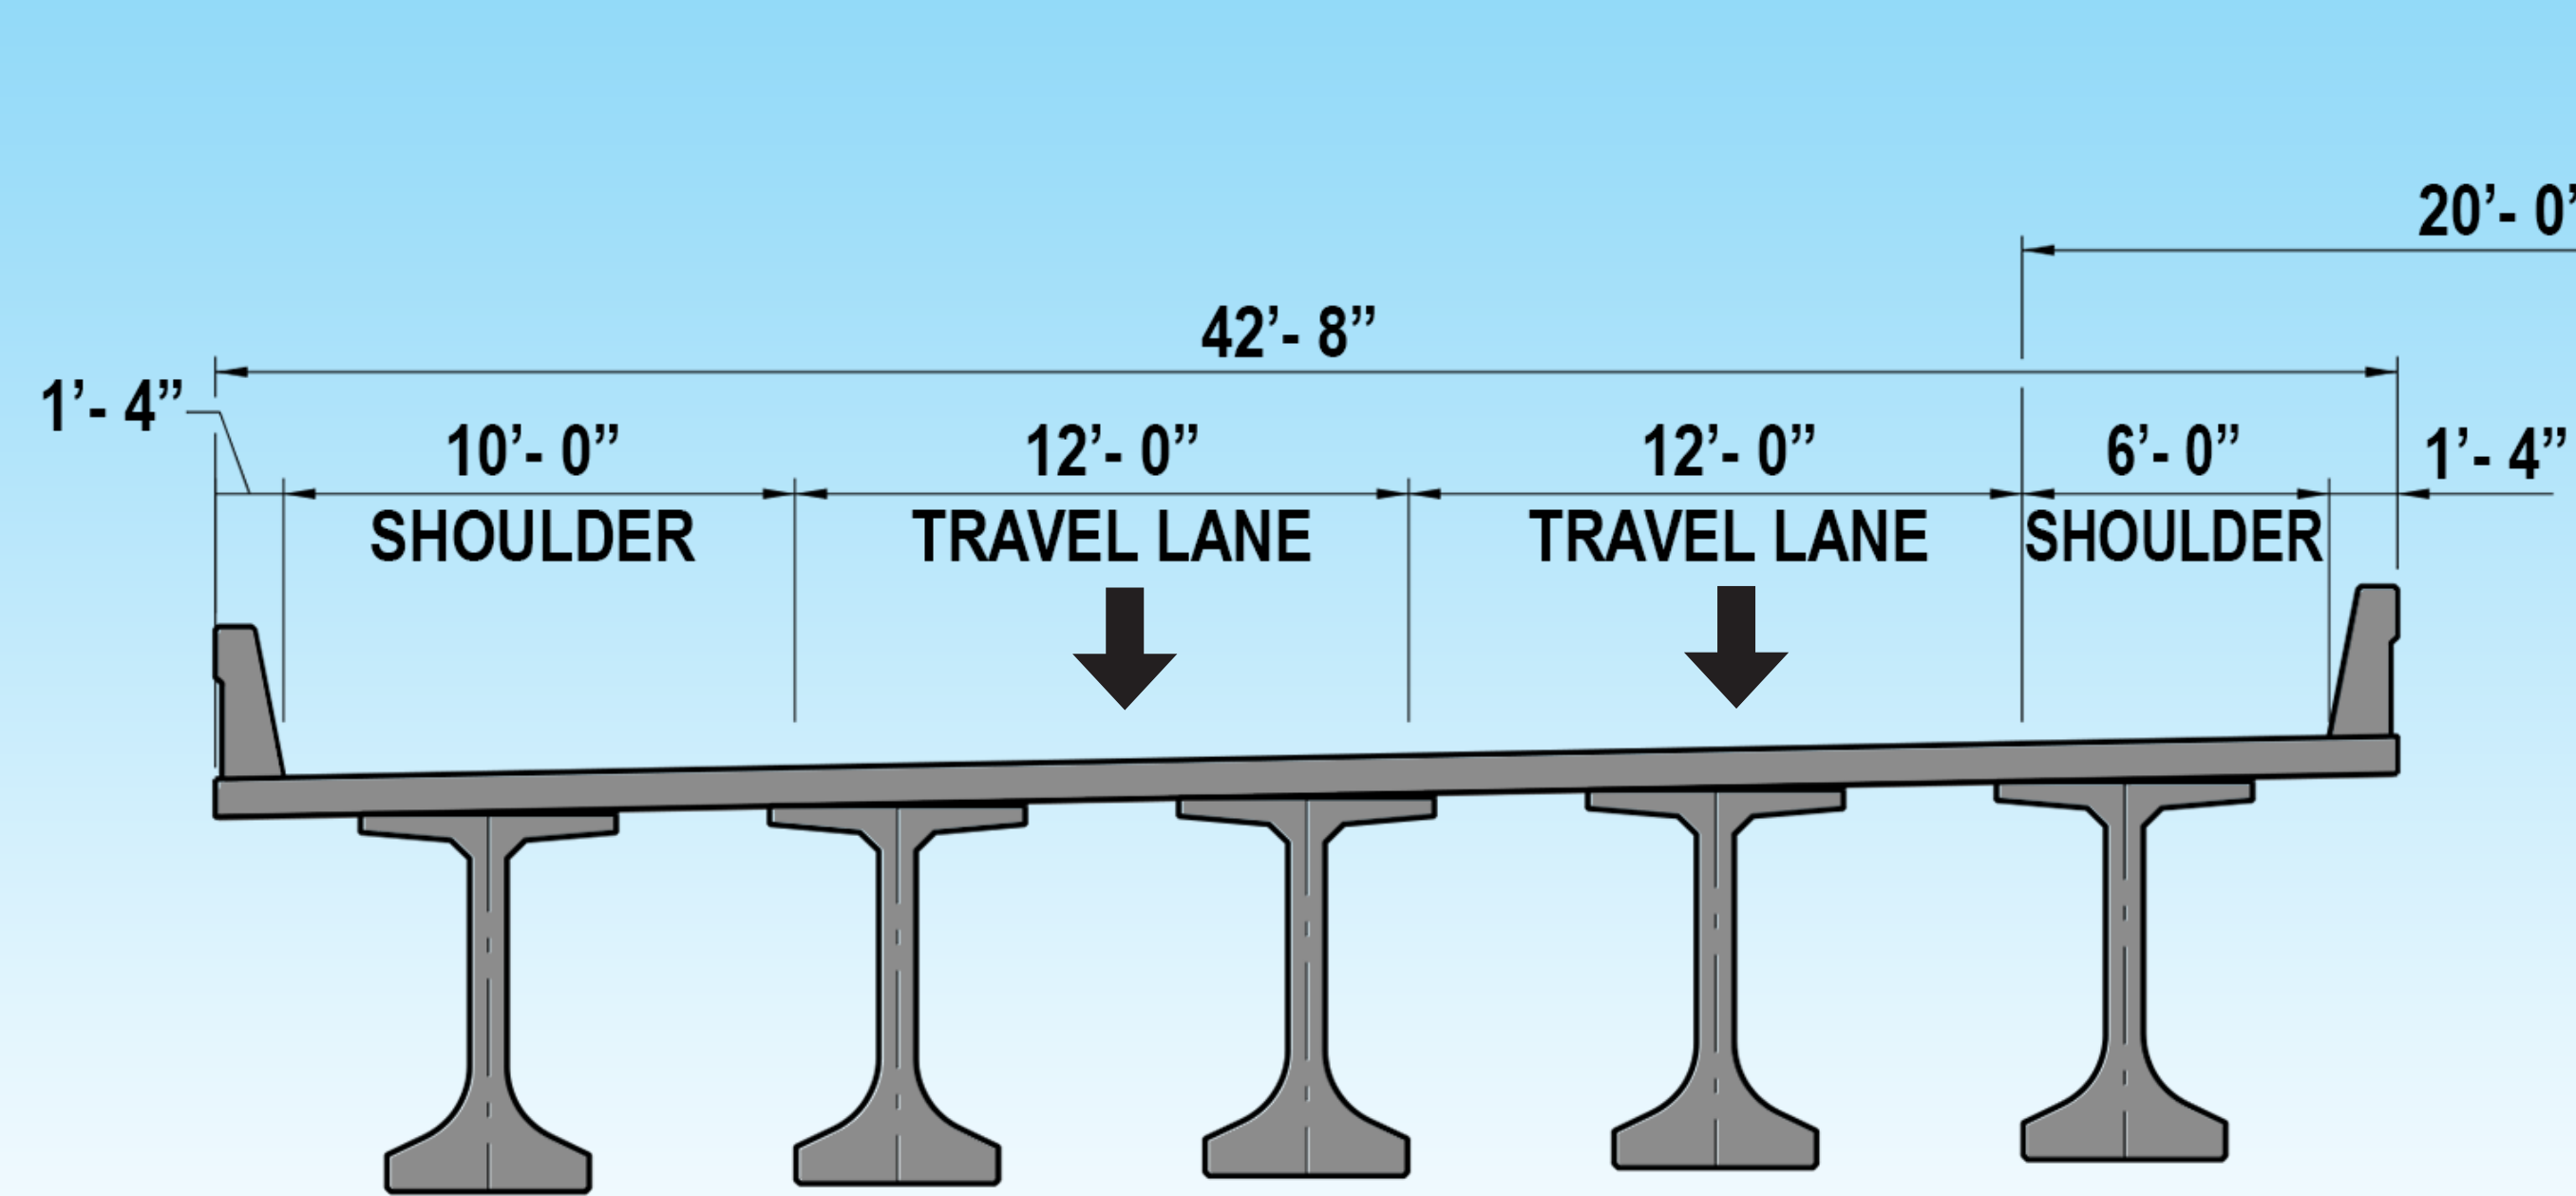 20’- 0’
42’- 8”
1’- 4”
10’- 0”
12’- 0”
12’- 0”
6’- 0”
1’- 4”
SHOULDER
TRAVEL LANE
TRAVEL LANE
SHOULDER